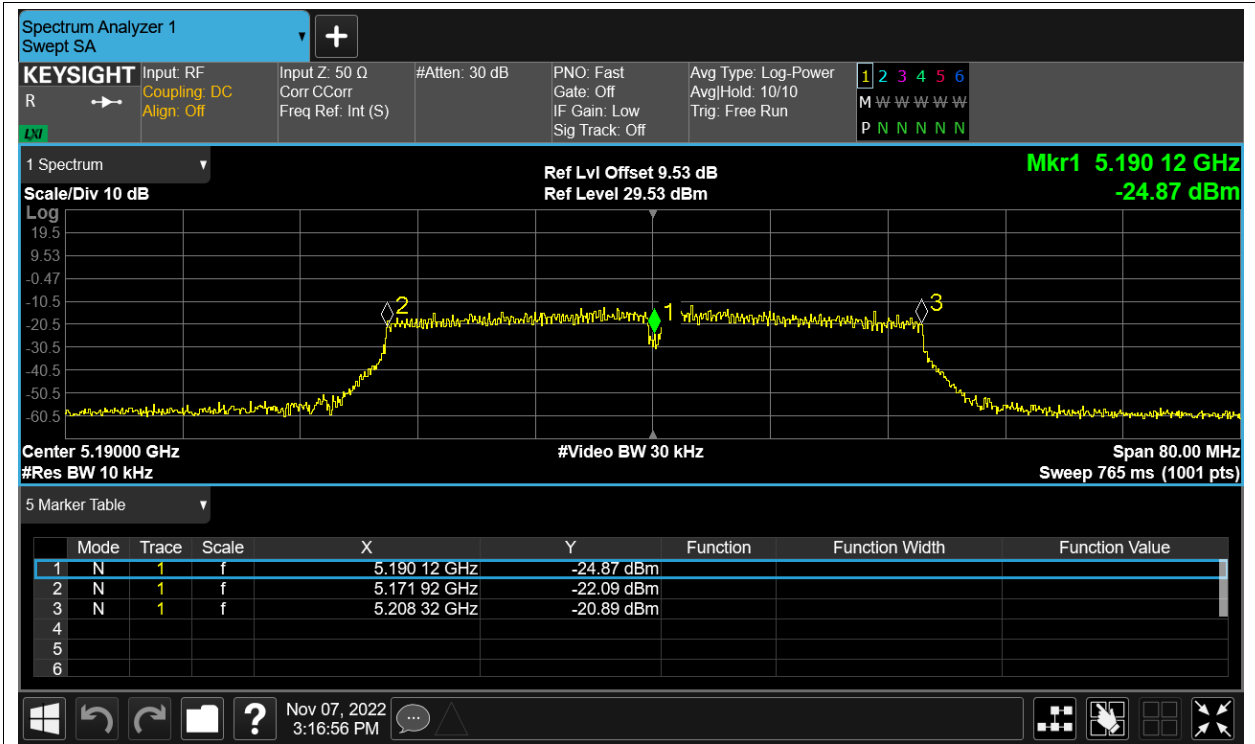 Spectrum Analyzer 1
Swept SA
+
KEYSIGHT
R
LXI
Input: RF
Coupling: DC
Align: Off
Input Z: 50 Ω
Corr CCorr
Freq Ref: Int (S)
#Atten: 30 dB
PNO: Fast
Gate: Off
IF Gain: Low
Sig Track: Off
Avg Type: Log-Power
Avg|Hold: 10/10
Trig: Free Run
1 2 3 4 5 6
M W W W W W
P N N N N N
1 Spectrum
Scale/Div 10 dB
Ref Lvl Offset 9.53 dB
Ref Level 29.53 dBm
Mkr1 5.190 12 GHz
-24.87 dBm
Log
19.5
9.53
-0.47
-10.5
-20.5
-30.5
-40.5
-50.5
-60.5
2
1
3
Center 5.19000 GHz
#Res BW 10 kHz
#Video BW 30 kHz
Span 80.00 MHz
Sweep 765 ms (1001 pts)
5 Marker Table
Mode Trace Scale X Y Function Function Width Function Value
1 N 1 f 5.190 12 GHz -24.87 dBm
2 N 1 f 5.171 92 GHz -22.09 dBm
3 N 1 f 5.208 32 GHz -20.89 dBm
4
5
6
?
Nov 07, 2022
3:16:56 PM